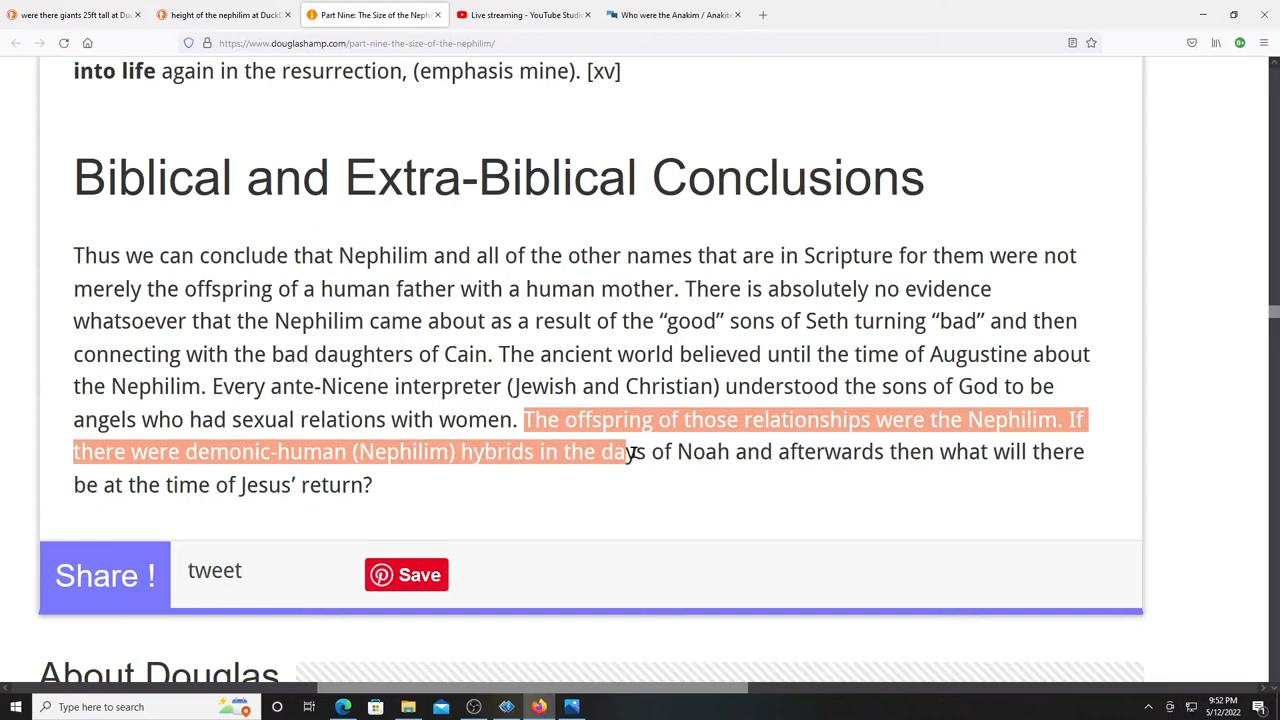 were there giants 25ft tall at Du
height of the nephilim at DuckD
Part Nine: The Size of the Neph
Live streaming - YouTube Studi
Who were the Anakim / Anakite
https://www.douglashamp.com/part-nine-the-size-of-the-nephilim/
into life again in the resurrection, (emphasis mine). [xv]
Biblical and Extra-Biblical Conclusions
Thus we can conclude that Nephilim and all of the other names that are in Scripture for them were not
merely the offspring of a human father with a human mother. There is absolutely no evidence
whatsoever that the Nephilim came about as a result of the “good” sons of Seth turning “bad” and then
connecting with the bad daughters of Cain. The ancient world believed until the time of Augustine about
the Nephilim. Every ante-Nicene interpreter (Jewish and Christian) understood the sons of God to be
angels who had sexual relations with women. The offspring of those relationships were the Nephilim. If
there were demonic-human (Nephilim) hybrids in the days of Noah and afterwards then what will there
be at the time of Jesus’ return?
Share !
tweet
Save
About Douglas
Type here to search
9:52 PM
5/12/2022